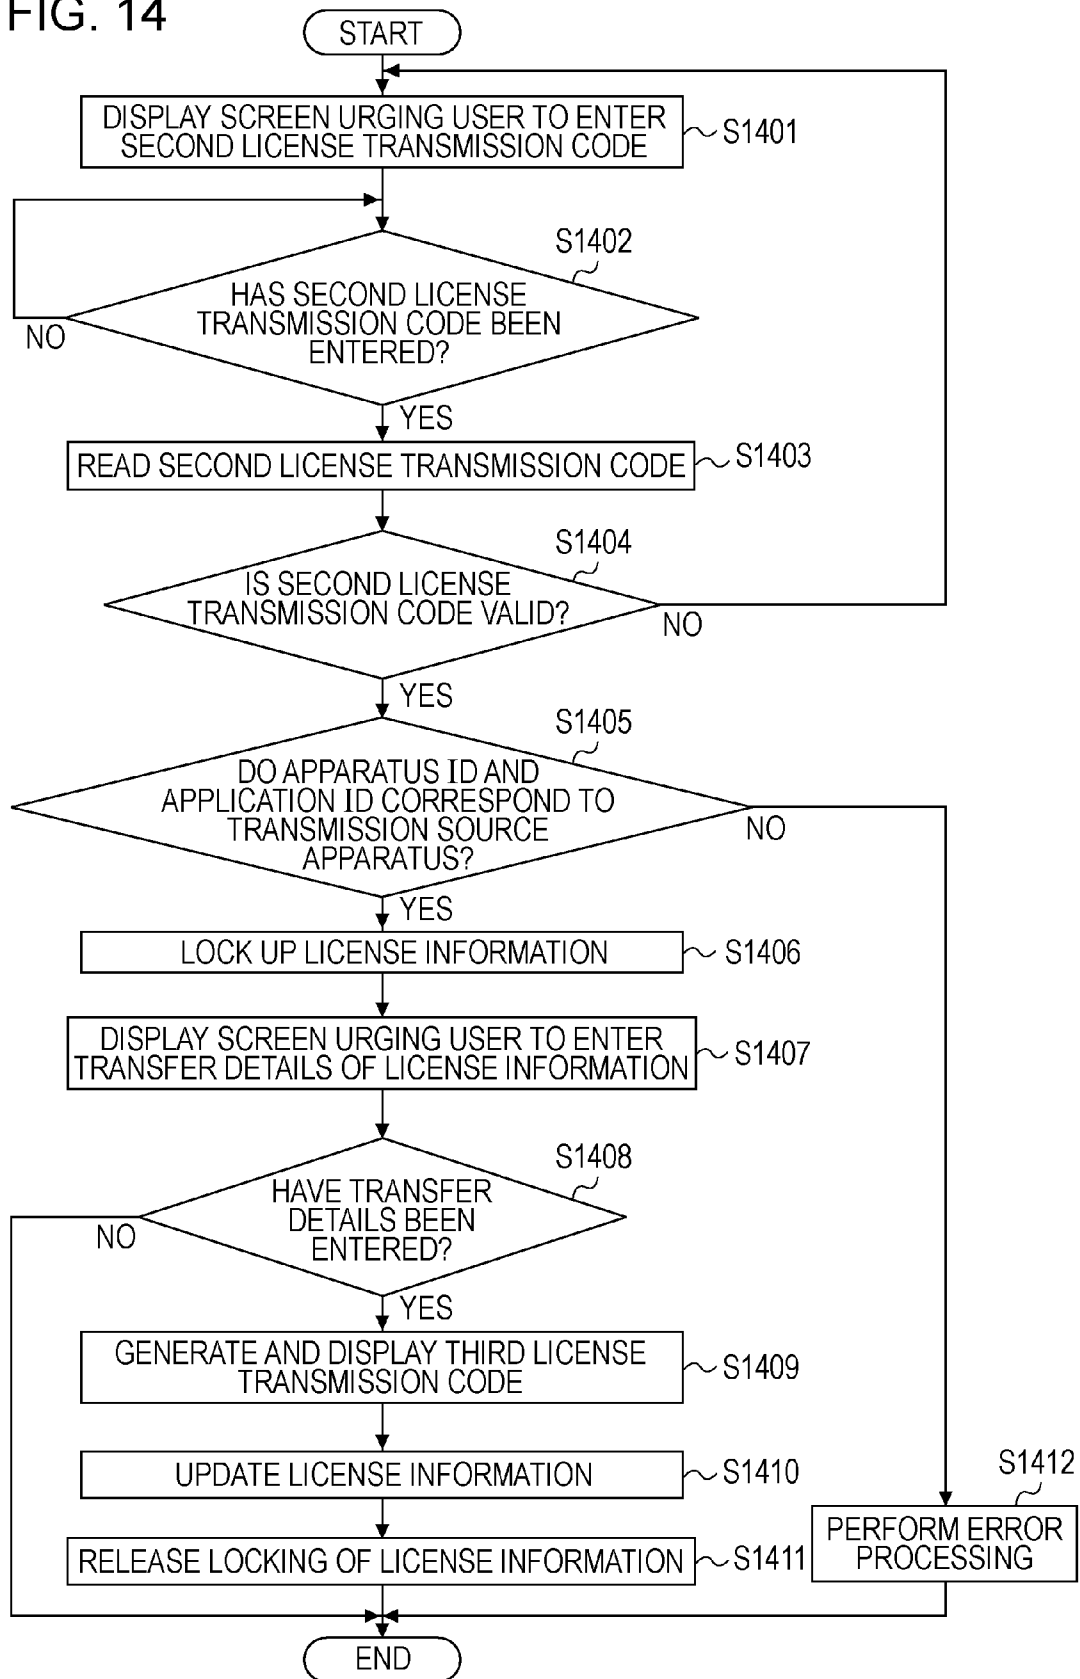 FIG. 14
START
DISPLAY SCREEN URGING USER TO ENTER
SECOND LICENSE TRANSMISSION CODE
S1401
S1402
HAS SECOND LICENSE
TRANSMISSION CODE BEEN
ENTERED?
NO
YES
READ SECOND LICENSE TRANSMISSION CODE
S1403
S1404
IS SECOND LICENSE
TRANSMISSION CODE VALID?
NO
YES
S1405
DO APPARATUS ID AND
APPLICATION ID CORRESPOND TO
TRANSMISSION SOURCE
APPARATUS?
NO
YES
LOCK UP LICENSE INFORMATION
S1406
DISPLAY SCREEN URGING USER TO ENTER
TRANSFER DETAILS OF LICENSE INFORMATION
S1407
S1408
HAVE TRANSFER
DETAILS BEEN
ENTERED?
NO
YES
GENERATE AND DISPLAY THIRD LICENSE
TRANSMISSION CODE
S1409
UPDATE LICENSE INFORMATION
S1410
S1412
PERFORM ERROR
PROCESSING
RELEASE LOCKING OF LICENSE INFORMATION
S1411
END